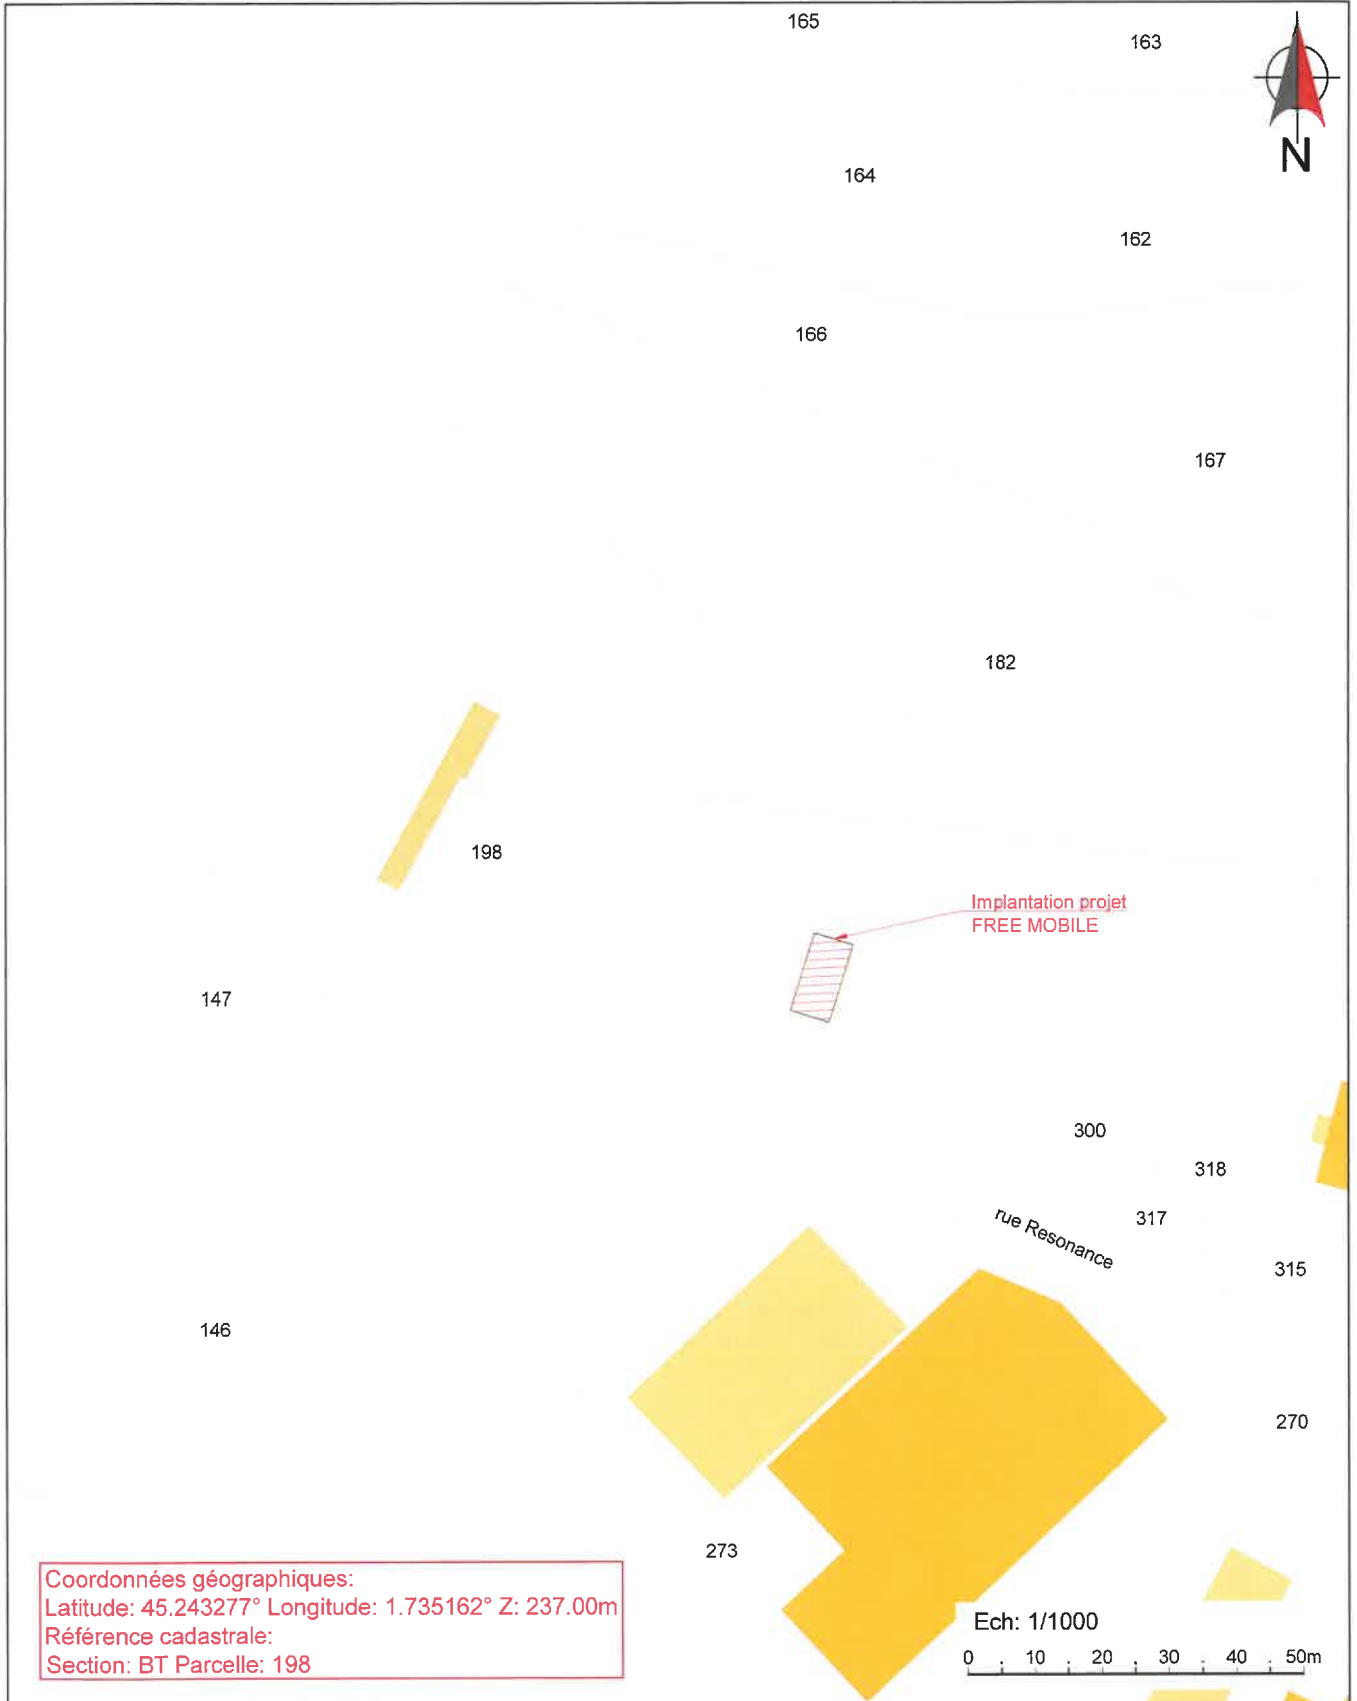 165
163
N
164
162
166
167
182
198
Implantation projet
FREE MOBILE
147
300
318
317
rue Resonance
315
146
270
273
Coordonnées géographiques:
Latitude: 45.243277° Longitude: 1.735162° Z: 237.00m
Référence cadastrale:
Section: BT Parcelle: 198
Ech: 1/1000
0 10 20 30 40 50m